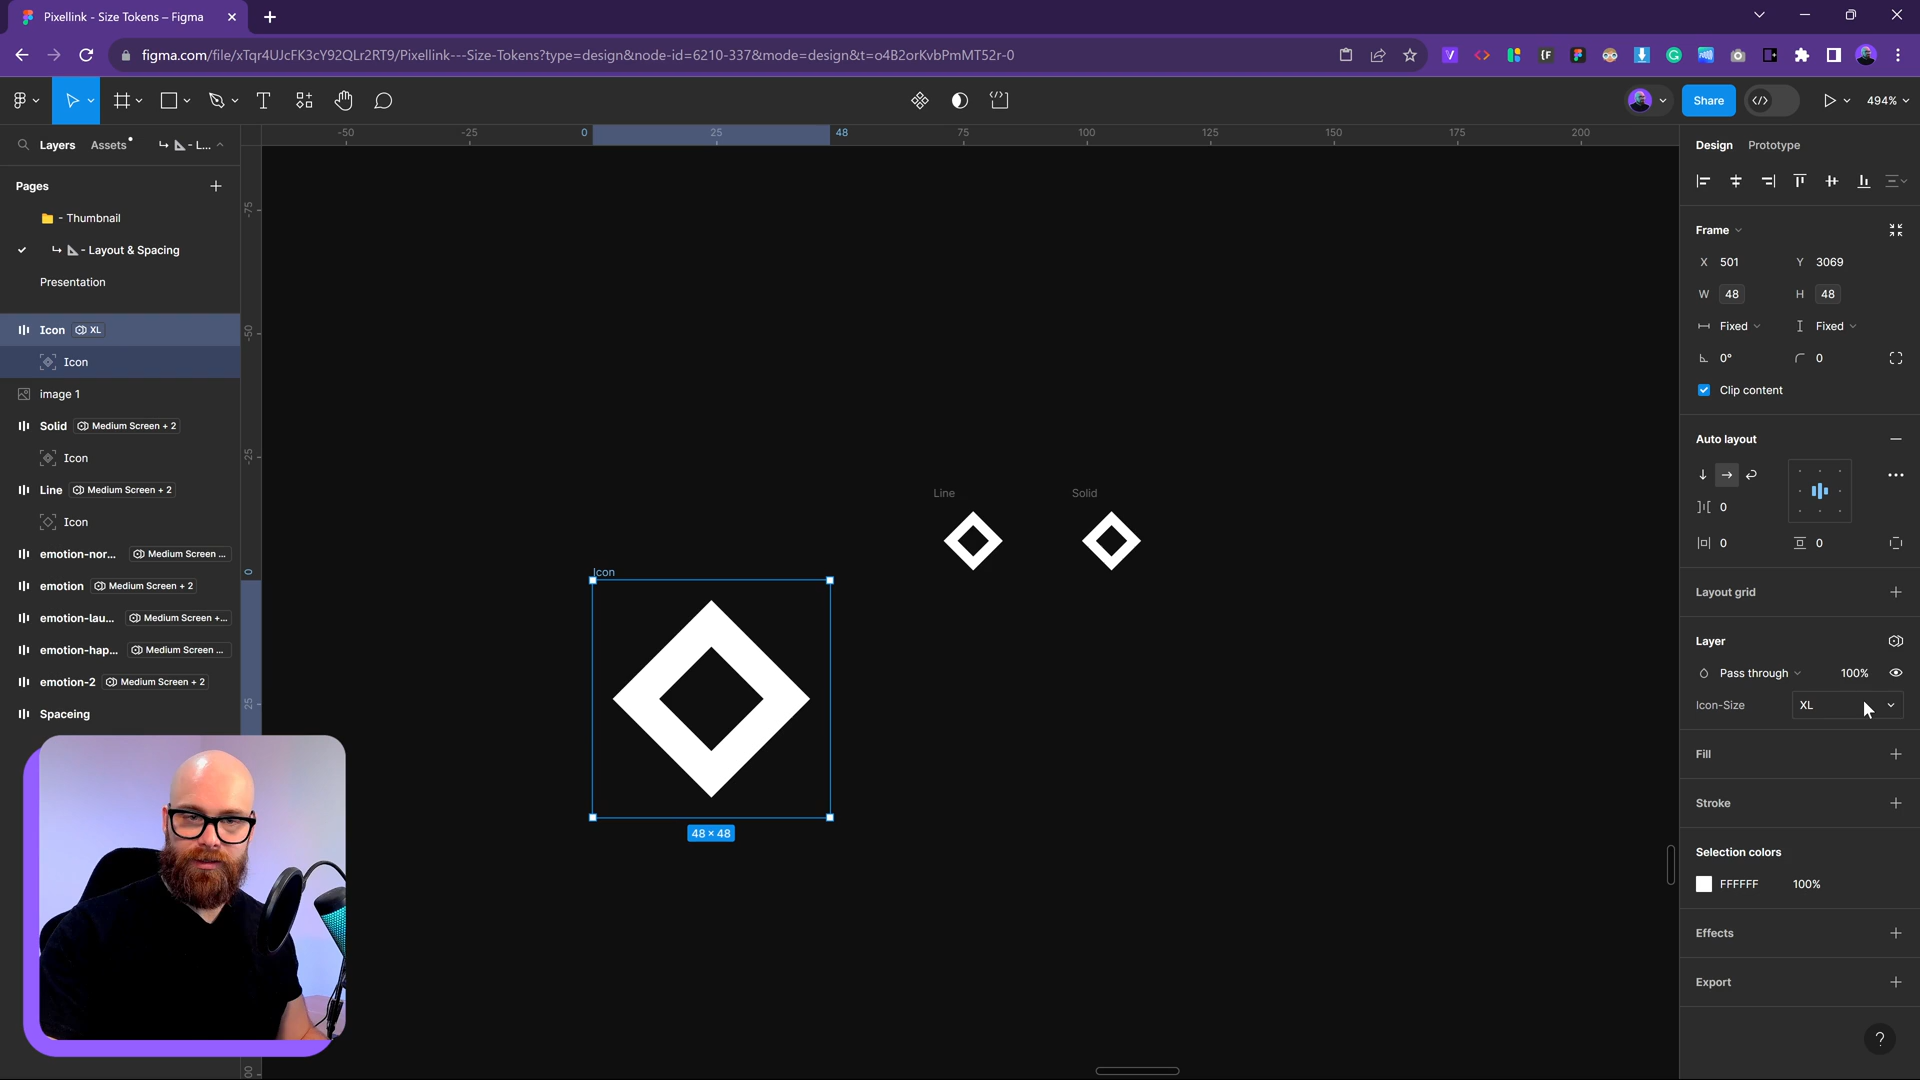 Pixellink - Size Tokens – Figma
figma.com/file/xTqr4UJcFK3cY92QLr2RT9/Pixellink---Size-Tokens?type=design&node-id=6210-337&mode=design&t=o4B2orKvbPmMT52r-0
Share
494%
Layers
Assets
- L...
Pages
- Thumbnail
- Layout & Spacing
Presentation
Icon XL
Icon
image 1
Solid Medium Screen + 2
Icon
Line Medium Screen + 2
Icon
emotion-nor... Medium Screen ...
emotion Medium Screen + 2
emotion-lau... Medium Screen +...
emotion-hap... Medium Screen ...
emotion-2 Medium Screen + 2
Spaceing
-50 -25 0 25 48 75 100 125 150 175 200
-75
-50
-25
0
25
00
Line
Solid
Icon
48 × 48
Design
Prototype
Frame
X 501
Y 3069
W 48
H 48
Fixed
Fixed
0°
0
Clip content
Auto layout
0
0
0
Layout grid
Layer
Pass through
100%
Icon-Size
XL
Fill
Stroke
Selection colors
FFFFFF
100%
Effects
Export
?